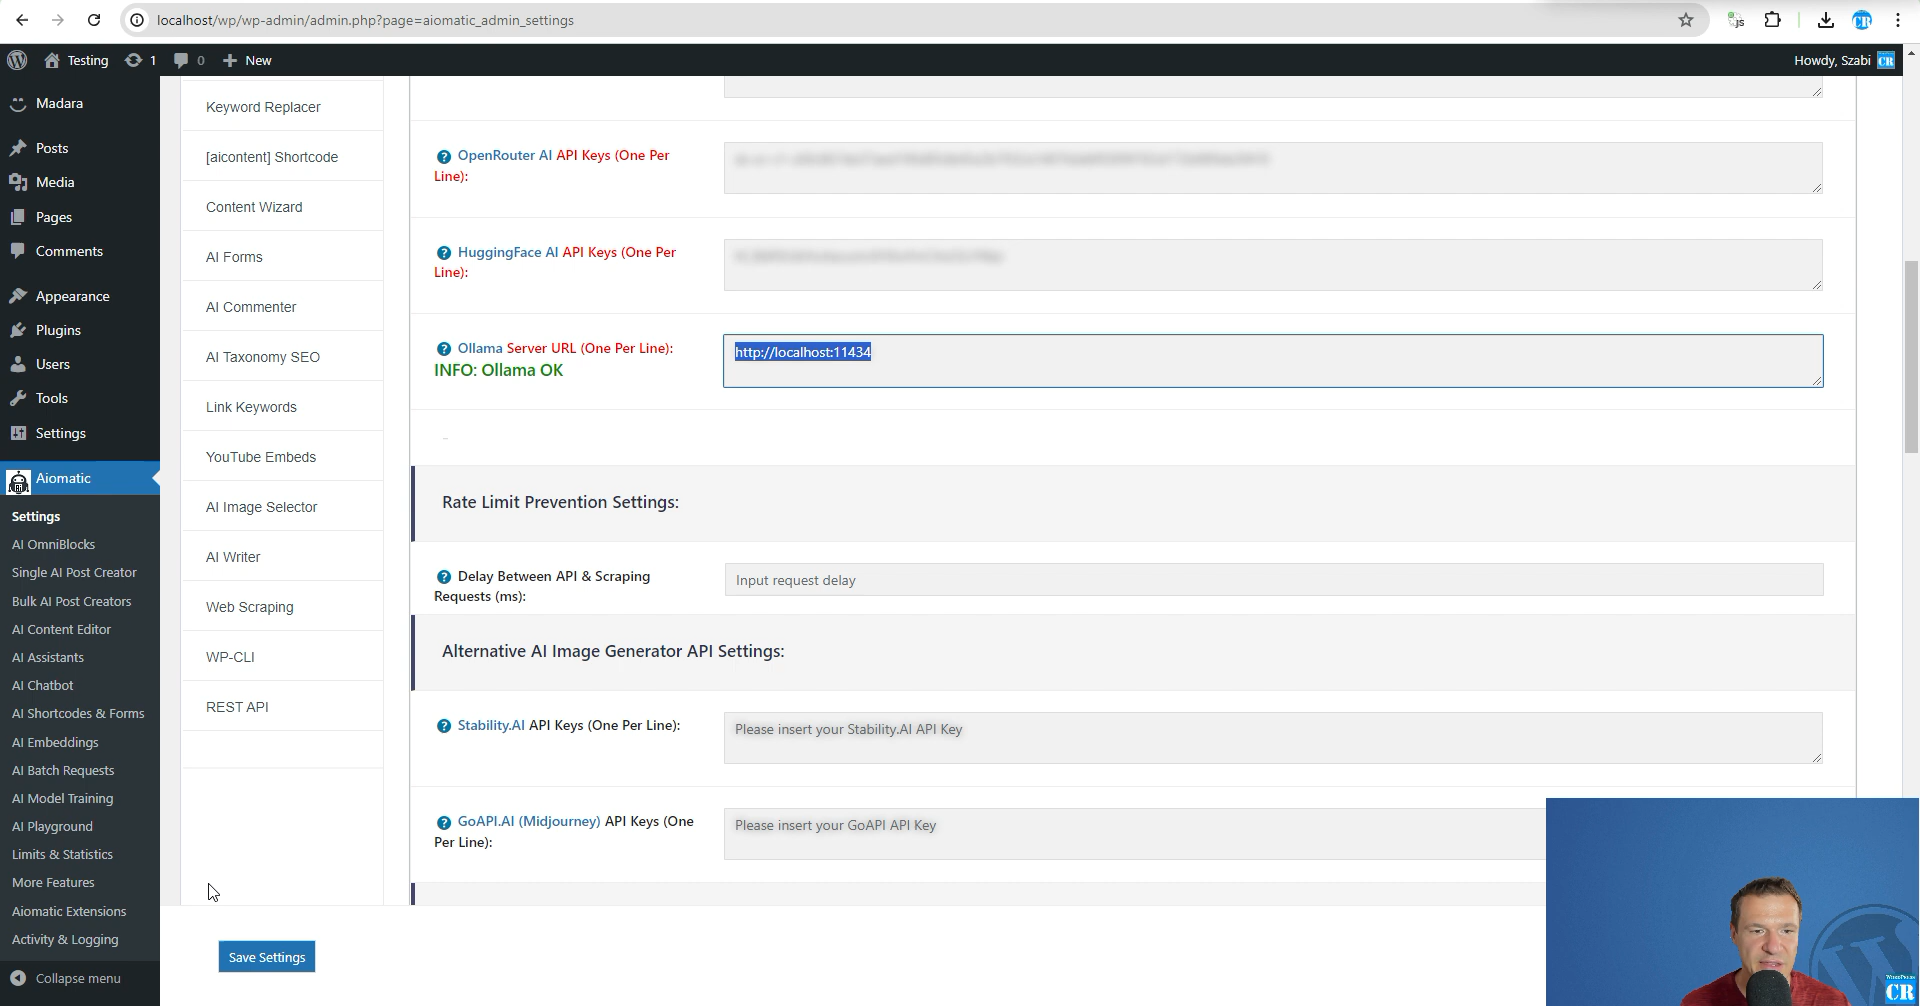 localhost/wp/wp-admin/admin.php?page=aiomatic_admin_settings
JS
CR
Testing
1
0
New
Howdy, Szabi
CR
Madara
Posts
Media
Pages
Comments
Appearance
Plugins
Users
Tools
Settings
Aiomatic
Settings
AI OmniBlocks
Single AI Post Creator
Bulk AI Post Creators
AI Content Editor
AI Assistants
AI Chatbot
AI Shortcodes & Forms
AI Embeddings
AI Batch Requests
AI Model Training
AI Playground
Limits & Statistics
More Features
Aiomatic Extensions
Activity & Logging
Collapse menu
Keyword Replacer
[aicontent] Shortcode
Content Wizard
AI Forms
AI Commenter
AI Taxonomy SEO
Link Keywords
YouTube Embeds
AI Image Selector
AI Writer
Web Scraping
WP-CLI
REST API
OpenRouter AI API Keys (One Per
Line):
HuggingFace AI API Keys (One Per
Line):
Ollama Server URL (One Per Line):
INFO: Ollama OK
http://localhost:11434
Rate Limit Prevention Settings:
Delay Between API & Scraping
Requests (ms):
Input request delay
Alternative AI Image Generator API Settings:
Stability.AI API Keys (One Per Line):
Please insert your Stability.AI API Key
GoAPI.AI (Midjourney) API Keys (One
Per Line):
Please insert your GoAPI API Key
Save Settings
CR